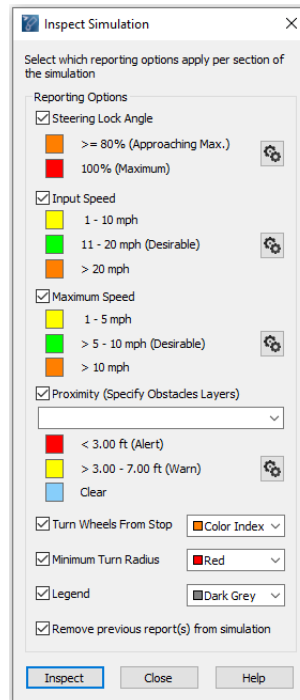 Inspect Simulation
Select which reporting options apply per section of
the simulation
Reporting Options
Steering Lock Angle
>= 80% (Approaching Max.)
100% (Maximum)
Input Speed
1 - 10 mph
11 - 20 mph (Desirable)
> 20 mph
Maximum Speed
1 - 5 mph
> 5 - 10 mph (Desirable)
> 10 mph
Proximity (Specify Obstacles Layers)
< 3.00 ft (Alert)
> 3.00 - 7.00 ft (Warn)
Clear
Turn Wheels From Stop Color Index
Minimum Turn Radius Red
Legend Dark Grey
Remove previous report(s) from simulation
Inspect Close Help